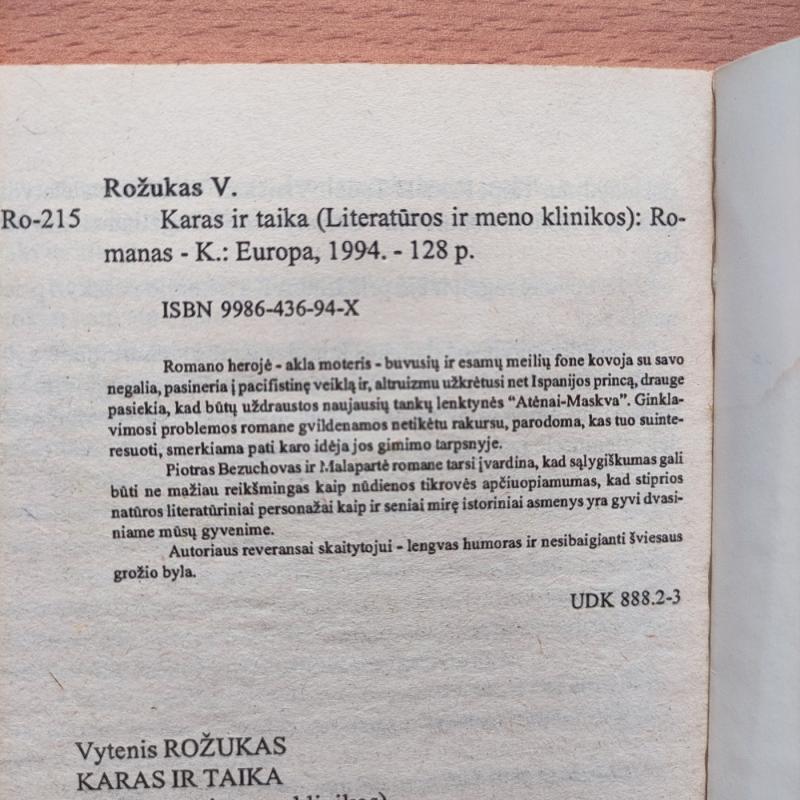 Rožukas V.
Ro-215 Karas ir taika (Literatūros ir meno klinikos): Ro-
manas - K.: Europa, 1994. - 128 p.
ISBN 9986-436-94-X
Romano herojė - akla moteris - buvusių ir esamų meilių fone kovoja su savo
negalia, pasineria į pacifistinę veiklą ir, altruizmu užkrėtusi net Ispanijos princą, drauge
pasiekia, kad būtų uždraustos naujausių tankų lenktynės “Atėnai-Maskva”. Ginkla-
vimosi problemos romane gvildenamos netikėtu rakursu, parodoma, kas tuo suinte-
resuoti, smerkiama pati karo idėja jos gimimo tarpsnyje.
Piotras Bezuchovas ir Malapartė romane tarsi įvardina, kad sąlygiškumas gali
būti ne mažiau reikšmingas kaip nūdienos tikrovės apčiuopiamumas, kad stiprios
natūros literatūriniai personažai kaip ir seniai mirę istoriniai asmenys yra gyvi dvasi-
niame mūsų gyvenime.
Autoriaus reveransai skaitytojui - lengvas humoras ir nesibaigianti šviesaus
grožio byla.
UDK 888.2-3
Vytenis ROŽUKAS
KARAS IR TAIKA